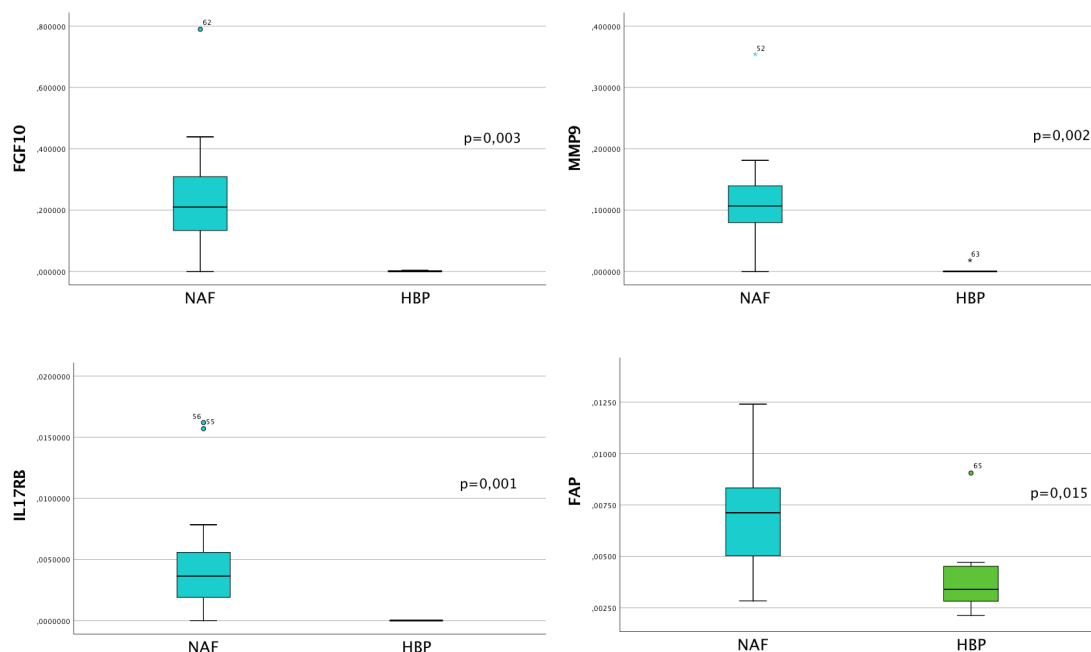 FGF10
,800000
,600000
,400000
,200000
,000000
62
p=0,003
NAF HBP
MMP9
,400000
,300000
,200000
,100000
,000000
52
63
p=0,002
NAF HBP
IL17RB
,0200000
,0150000
,0100000
,0050000
,0000000
56 55
p=0,001
NAF HBP
FAP
,01250
,01000
,00750
,00500
,00250
65
p=0,015
NAF HBP